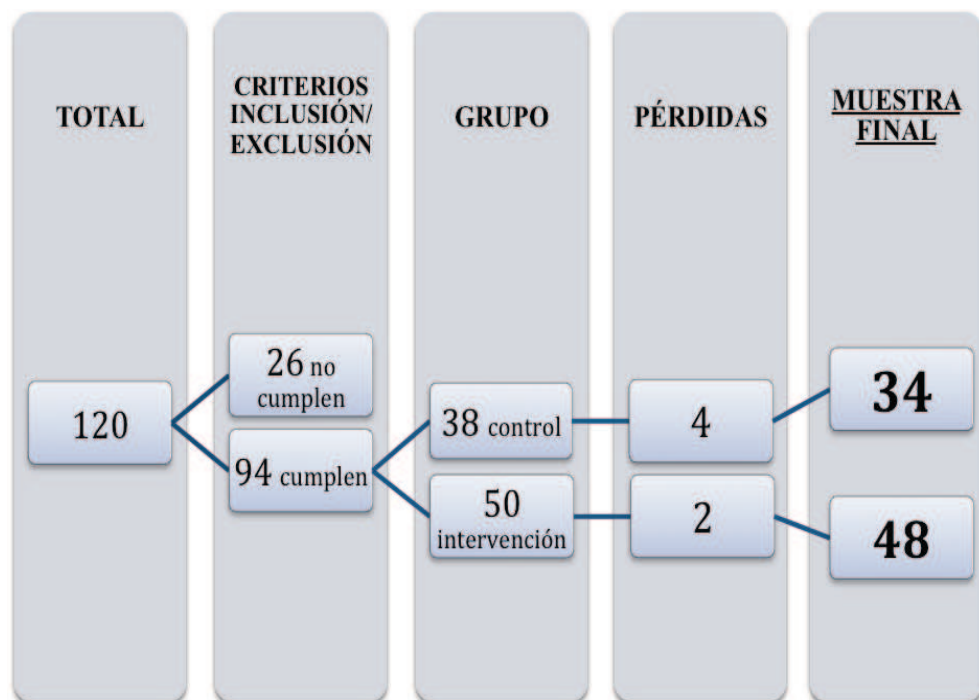 TOTAL
CRITERIOS
INCLUSIÓN/
EXCLUSIÓN
GRUPO
PÉRDIDAS
MUESTRA
FINAL
120
26 no
cumplen
94 cumplen
38 control
50
intervención
4
2
34
48